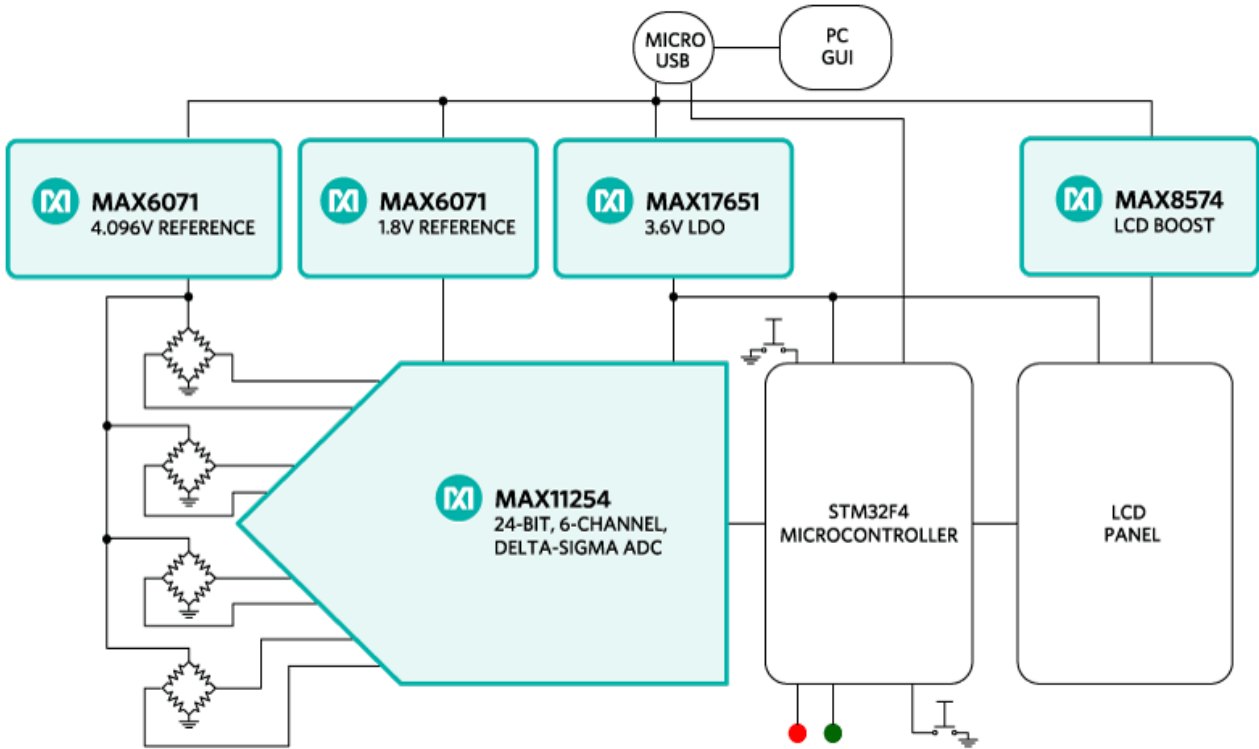 MICRO
USB
PC
GUI
MAX6071
4.096V REFERENCE
MAX6071
1.8V REFERENCE
MAX17651
3.6V LDO
MAX8574
LCD BOOST
MAX11254
24-BIT, 6-CHANNEL,
DELTA-SIGMA ADC
STM32F4
MICROCONTROLLER
LCD
PANEL